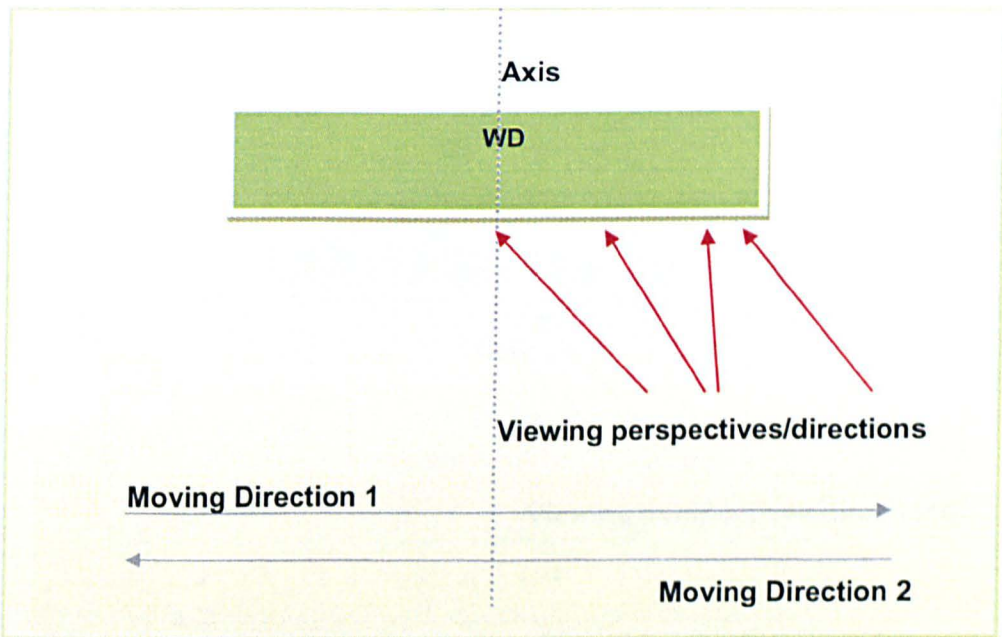 Axis
WD
Viewing perspectives/directions
Moving Direction 1
Moving Direction 2